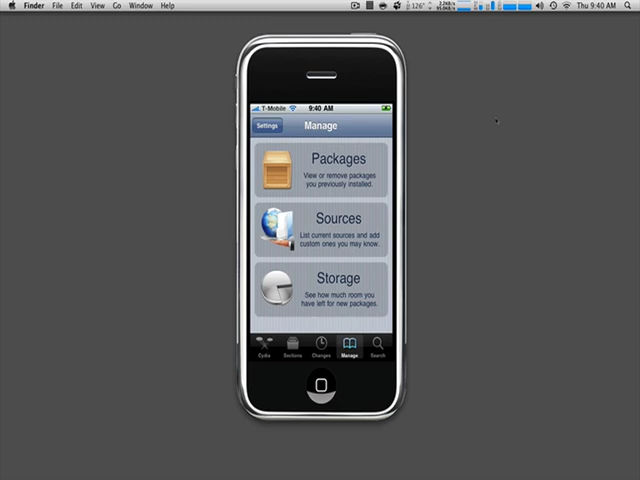 Finder File Edit View Go Window Help 126° Thu 9:40 AM
T-Mobile 9:40 AM
Settings Manage
Packages
View or remove packages
you previously installed.
Sources
List current sources and add
custom ones you may know.
Storage
See how much room you
have left for new packages.
Cydia Sections Changes Manage Search